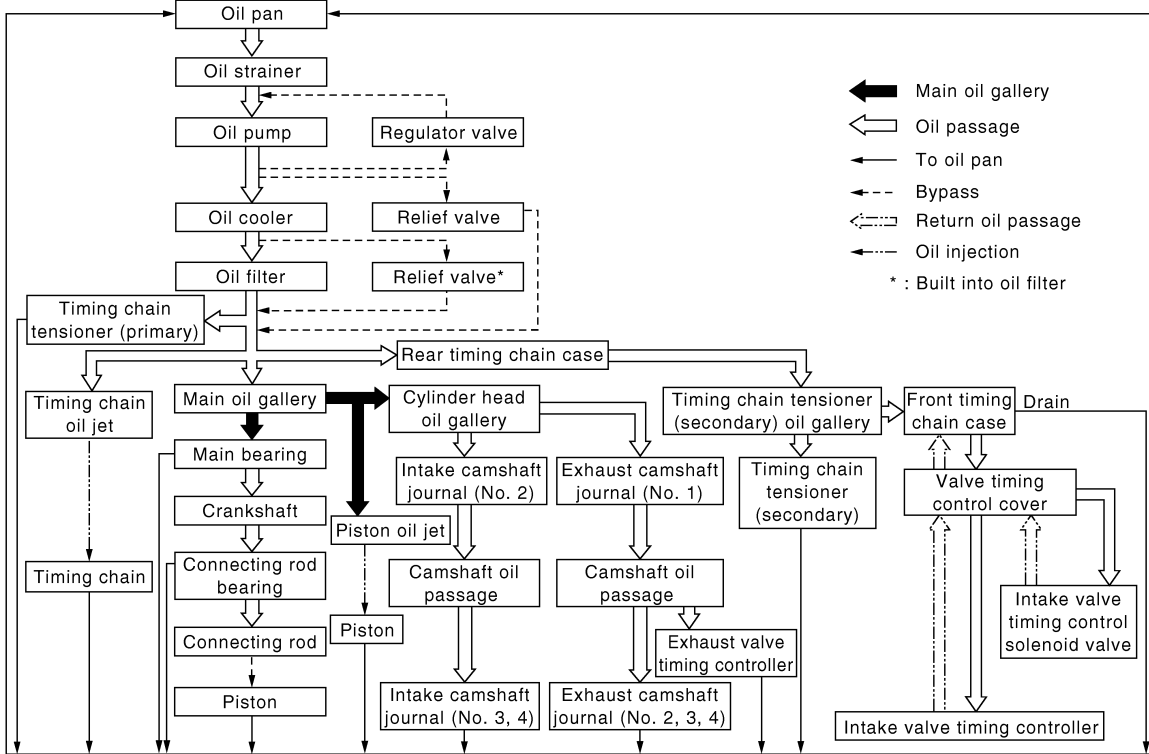 Oil pan
Oil strainer
Oil pump
Regulator valve
Oil cooler
Relief valve
Oil filter
Relief valve*
Main oil gallery
Oil passage
To oil pan
Bypass
Return oil passage
Oil injection
* : Built into oil filter
Timing chain
tensioner (primary)
Rear timing chain case
Timing chain
oil jet
Main oil gallery
Cylinder head
oil gallery
Timing chain tensioner
(secondary) oil gallery
Front timing
chain case
Drain
Main bearing
Intake camshaft
journal (No. 2)
Exhaust camshaft
journal (No. 1)
Timing chain
tensioner
(secondary)
Valve timing
control cover
Crankshaft
Piston oil jet
Timing chain
Connecting rod
bearing
Camshaft oil
passage
Camshaft oil
passage
Intake valve
timing control
solenoid valve
Connecting rod
Piston
Exhaust valve
timing controller
Piston
Intake camshaft
journal (No. 3, 4)
Exhaust camshaft
journal (No. 2, 3, 4)
Intake valve timing controller